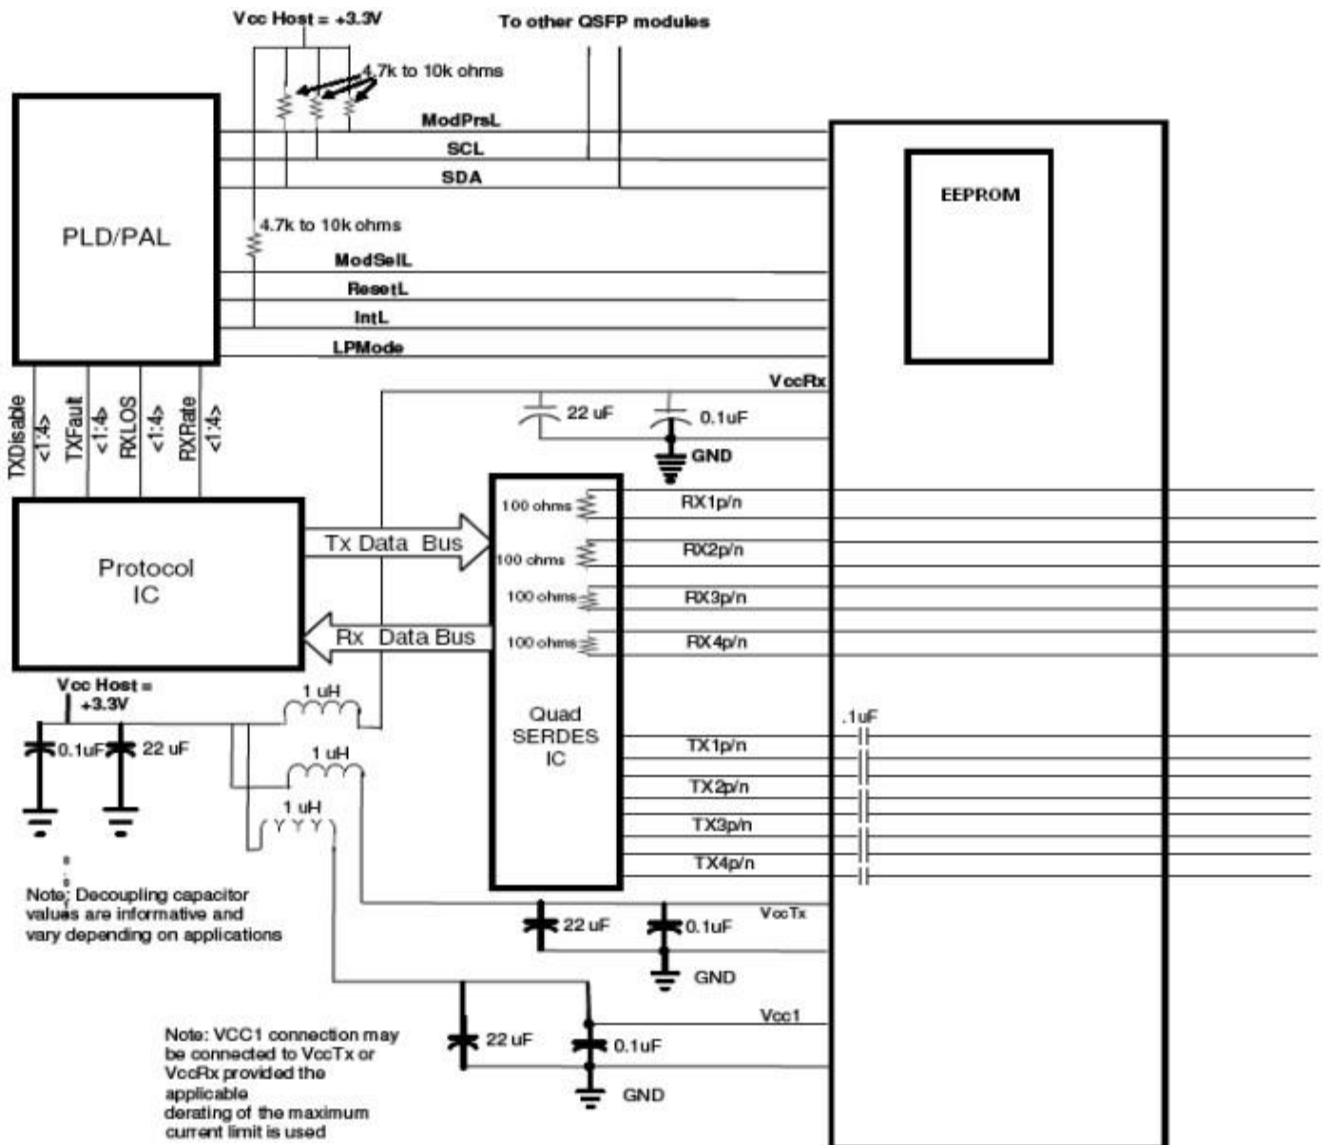 Vcc Host = +3.3V
To other QSFP modules
4.7k to 10k ohms
ModPrsL
SCL
SDA
EEPROM
PLD/PAL
4.7k to 10k ohms
ModSelL
ResetL
IntL
LPMode
VccRx
TXDisable
<1:4>
TXFault
<1:4>
RXLOS
<1:4>
RXRate
<1:4>
22 uF
0.1uF
GND
100 ohms
RX1p/n
Tx Data Bus
100 ohms
RX2p/n
Protocol
IC
100 ohms
RX3p/n
Rx Data Bus
100 ohms
RX4p/n
Vcc Host =
+3.3V
1 uH
Quad
SERDES
IC
.1uF
0.1uF
22 uF
1 uH
TX1p/n
TX2p/n
1 uH
TX3p/n
TX4p/n
Note: Decoupling capacitor
values are informative and
vary depending on applications
VccTx
22 uF
0.1uF
GND
Vcc1
Note: VCC1 connection may
be connected to VccTx or
VccRx provided the
applicable
derating of the maximum
current limit is used
22 uF
0.1uF
GND